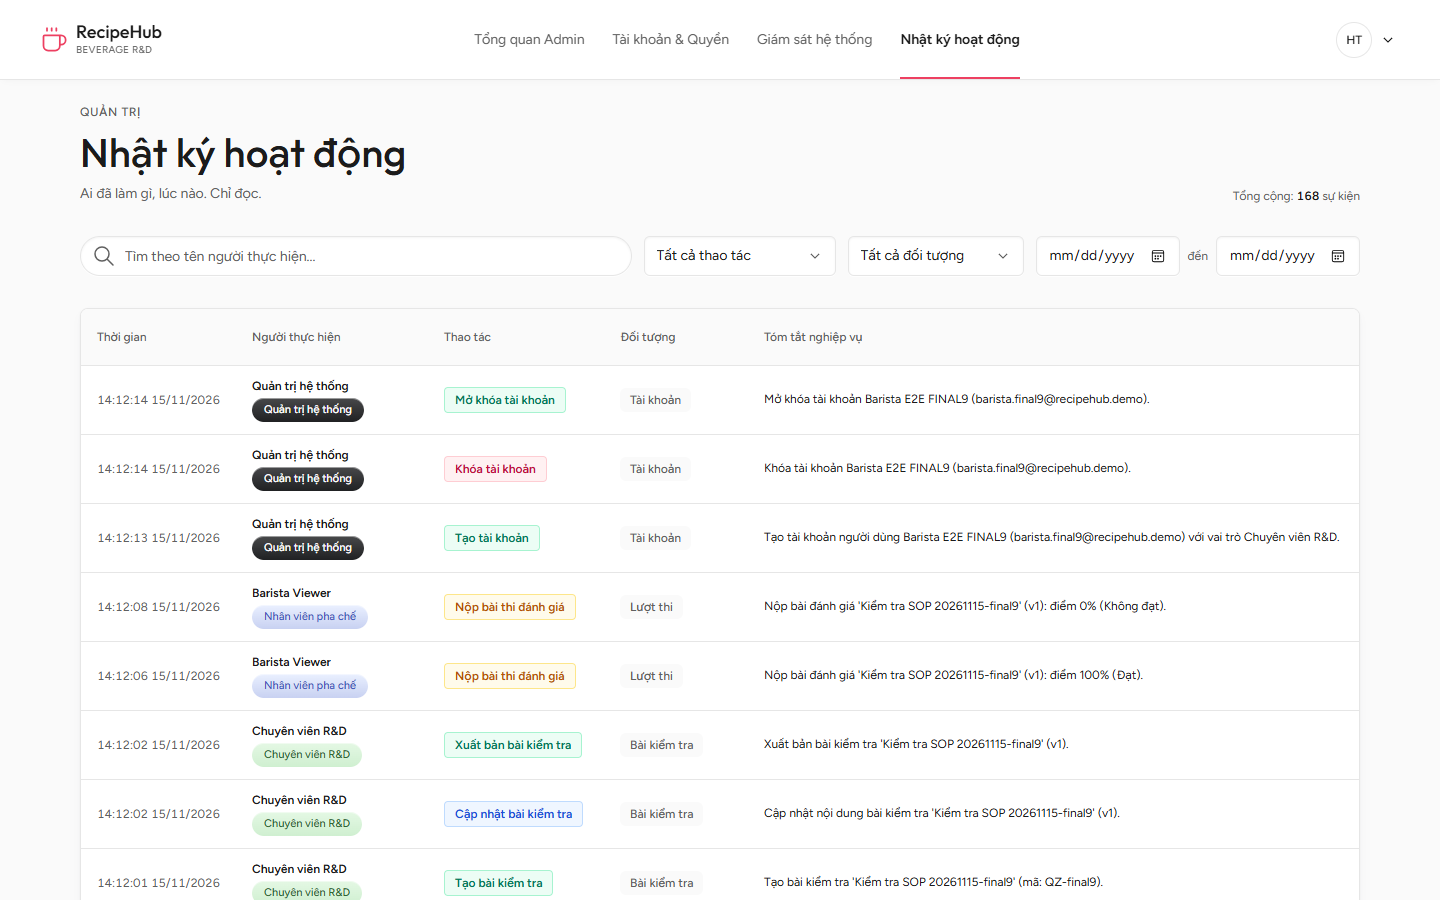 RecipeHub
BEVERAGE R&D
Tổng quan Admin
Tài khoản & Quyền
Giám sát hệ thống
Nhật ký hoạt động
HT
QUẢN TRỊ
Nhật ký hoạt động
Ai đã làm gì, lúc nào. Chỉ đọc.
Tổng cộng: 168 sự kiện
Tìm theo tên người thực hiện...
Tất cả thao tác
Tất cả đối tượng
mm/dd/yyyy
đến
mm/dd/yyyy
Thời gian
Người thực hiện
Thao tác
Đối tượng
Tóm tắt nghiệp vụ
14:12:14 15/11/2026
Quản trị hệ thống
Quản trị hệ thống
Mở khóa tài khoản
Tài khoản
Mở khóa tài khoản Barista E2E FINAL9 (barista.final9@recipehub.demo).
14:12:14 15/11/2026
Quản trị hệ thống
Quản trị hệ thống
Khóa tài khoản
Tài khoản
Khóa tài khoản Barista E2E FINAL9 (barista.final9@recipehub.demo).
14:12:13 15/11/2026
Quản trị hệ thống
Quản trị hệ thống
Tạo tài khoản
Tài khoản
Tạo tài khoản người dùng Barista E2E FINAL9 (barista.final9@recipehub.demo) với vai trò Chuyên viên R&D.
14:12:08 15/11/2026
Barista Viewer
Nhân viên pha chế
Nộp bài thi đánh giá
Lượt thi
Nộp bài đánh giá 'Kiểm tra SOP 20261115-final9' (v1): điểm 0% (Không đạt).
14:12:06 15/11/2026
Barista Viewer
Nhân viên pha chế
Nộp bài thi đánh giá
Lượt thi
Nộp bài đánh giá 'Kiểm tra SOP 20261115-final9' (v1): điểm 100% (Đạt).
14:12:02 15/11/2026
Chuyên viên R&D
Chuyên viên R&D
Xuất bản bài kiểm tra
Bài kiểm tra
Xuất bản bài kiểm tra 'Kiểm tra SOP 20261115-final9' (v1).
14:12:02 15/11/2026
Chuyên viên R&D
Chuyên viên R&D
Cập nhật bài kiểm tra
Bài kiểm tra
Cập nhật nội dung bài kiểm tra 'Kiểm tra SOP 20261115-final9' (v1).
14:12:01 15/11/2026
Chuyên viên R&D
Chuyên viên R&D
Tạo bài kiểm tra
Bài kiểm tra
Tạo bài kiểm tra 'Kiểm tra SOP 20261115-final9' (mã: QZ-final9).